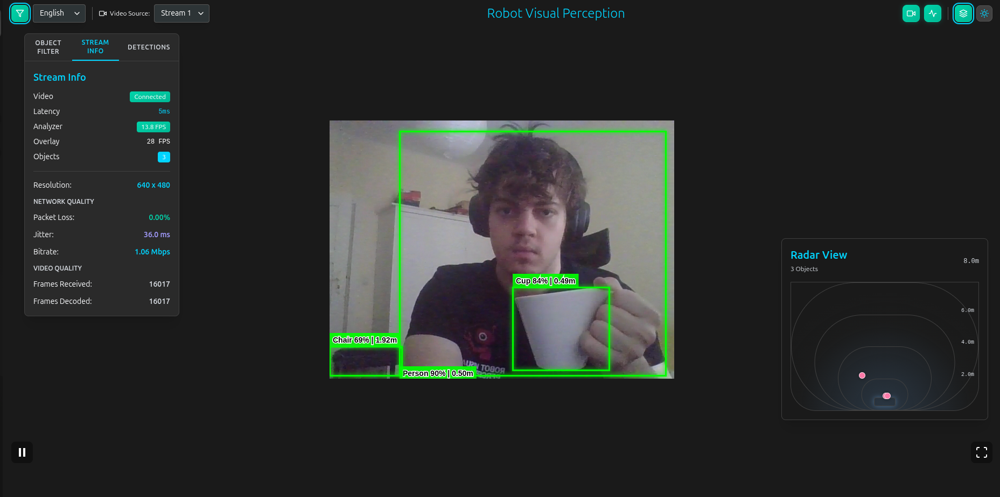 English
Video Source:
Stream 1
Robot Visual Perception
OBJECT
FILTER
STREAM
INFO
DETECTIONS
Stream Info
Video Connected
Latency 5ms
Analyzer 13.8 FPS
Overlay 28 FPS
Objects 3
Resolution: 640 x 480
NETWORK QUALITY
Packet Loss: 0.00%
Jitter: 36.0 ms
Bitrate: 1.06 Mbps
VIDEO QUALITY
Frames Received: 16017
Frames Decoded: 16017
Cup 84% | 0.49m
Chair 69% | 1.92m
Person 90% | 0.50m
ROBOT VISUA
Radar View
3 Objects
8.0m
6.0m
4.0m
2.0m